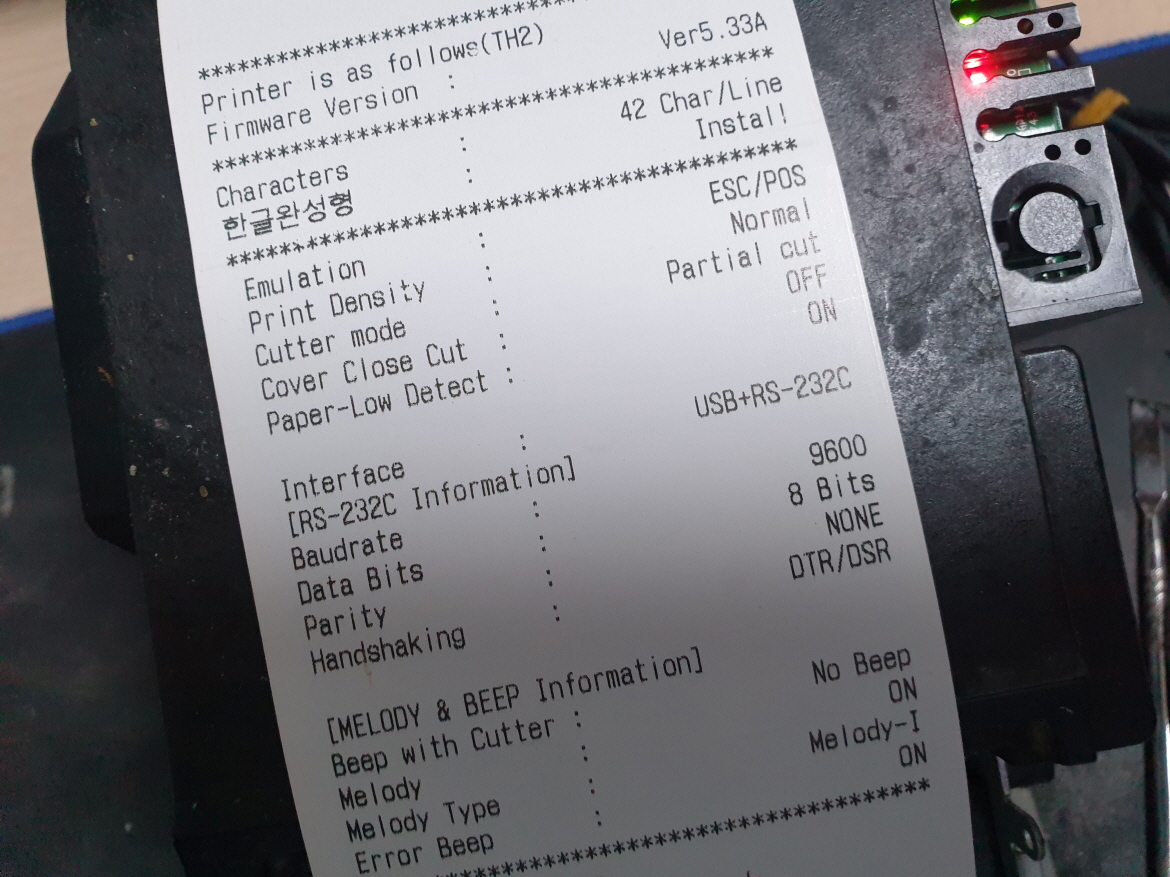 ******************************************
Printer is as follows(TH2)
Firmware Version : Ver5.33A
******************************************
Characters : 42 Char/Line
한글완성형 : Install
******************************************
Emulation : ESC/POS
Print Density : Normal
Cutter mode : Partial cut
Cover Close Cut : OFF
Paper-Low Detect : ON
Interface : USB+RS-232C
[RS-232C Information]
Baudrate : 9600
Data Bits : 8 Bits
Parity : NONE
Handshaking : DTR/DSR
[MELODY & BEEP Information]
Beep with Cutter : No Beep
Melody : ON
Melody Type : Melody-I
Error Beep : ON
******************************************